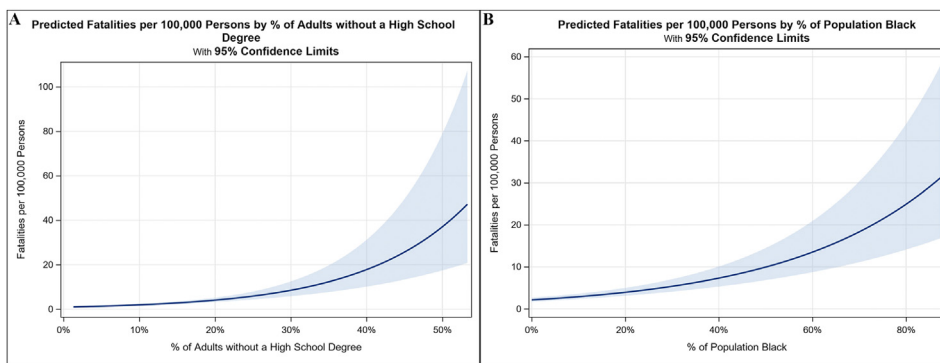 A
Predicted Fatalities per 100,000 Persons by % of Adults without a High School
Degree
With 95% Confidence Limits
100
80
60
40
20
0
Fatalities per 100,000 Persons
0%
10%
20%
30%
40%
50%
% of Adults without a High School Degree
B
Predicted Fatalities per 100,000 Persons by % of Population Black
With 95% Confidence Limits
60
50
40
30
20
10
0
Fatalities per 100,000 Persons
0%
20%
40%
60%
80%
% of Population Black